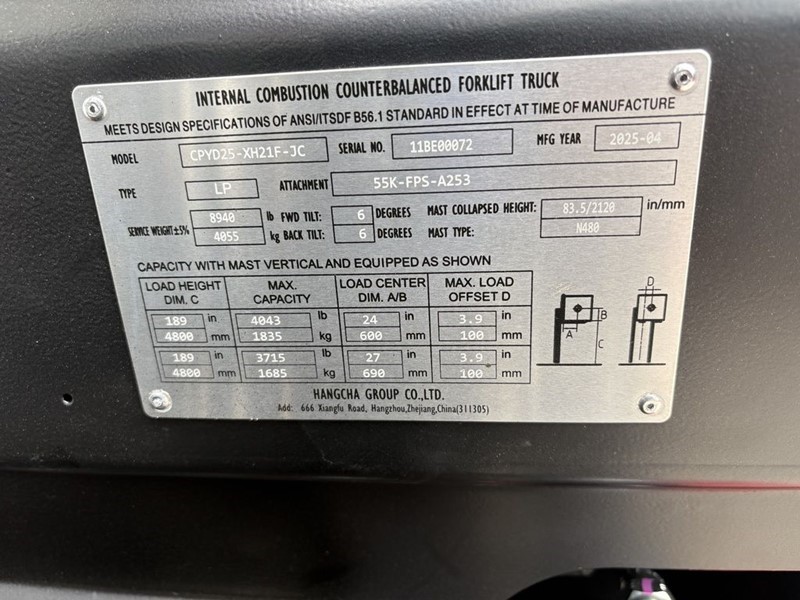 INTERNAL COMBUSTION COUNTERBALANCED FORKLIFT TRUCK
MEETS DESIGN SPECIFICATIONS OF ANSI/ITSDF B56.1 STANDARD IN EFFECT AT TIME OF MANUFACTURE
MODEL CPYD25-XH21F-JC SERIAL NO. 11BE00072 MFG YEAR 2025-04
TYPE LP ATTACHMENT 55K-FPS-A253
SERVICE WEIGHT±5% 8940 lb FWD TILT: 6 DEGREES MAST COLLAPSED HEIGHT: 83.5/2120 in/mm
4055 kg BACK TILT: 6 DEGREES MAST TYPE: N480
CAPACITY WITH MAST VERTICAL AND EQUIPPED AS SHOWN
LOAD HEIGHT DIM. C MAX. CAPACITY LOAD CENTER DIM. A/B MAX. LOAD OFFSET D
189 in 4043 lb 24 in 3.9 in
4800 mm 1835 kg 600 mm 100 mm
189 in 3715 lb 27 in 3.9 in
4800 mm 1685 kg 690 mm 100 mm
A B C D
HANGCHA GROUP CO.,LTD.
Add: 666 Xiangfu Road, Hangzhou,Zhejiang,China(311305)